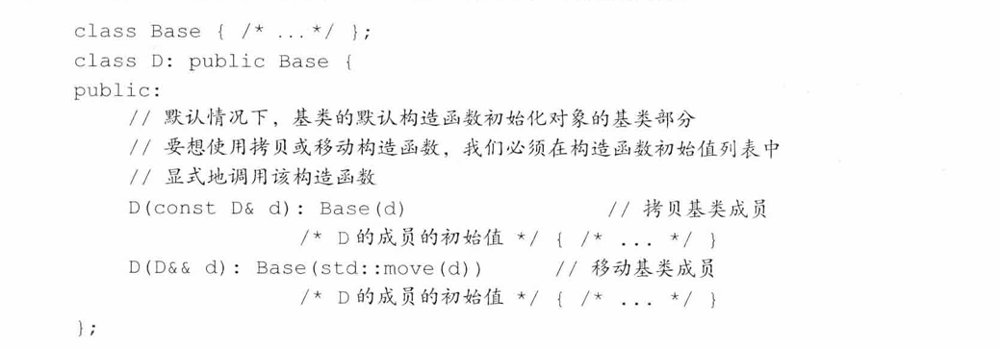 class Base { /* ...*/ };
class D: public Base {
public:
// 默认情况下，基类的默认构造函数初始化对象的基类部分
// 要想使用拷贝或移动构造函数，我们必须在构造函数初始值列表中
// 显式地调用该构造函数
D(const D& d): Base(d) // 拷贝基类成员
/* D的成员的初始值 */ { /* ... */ }
D(D&& d): Base(std::move(d)) // 移动基类成员
/* D的成员的初始值 */ { /* ... */ }
};